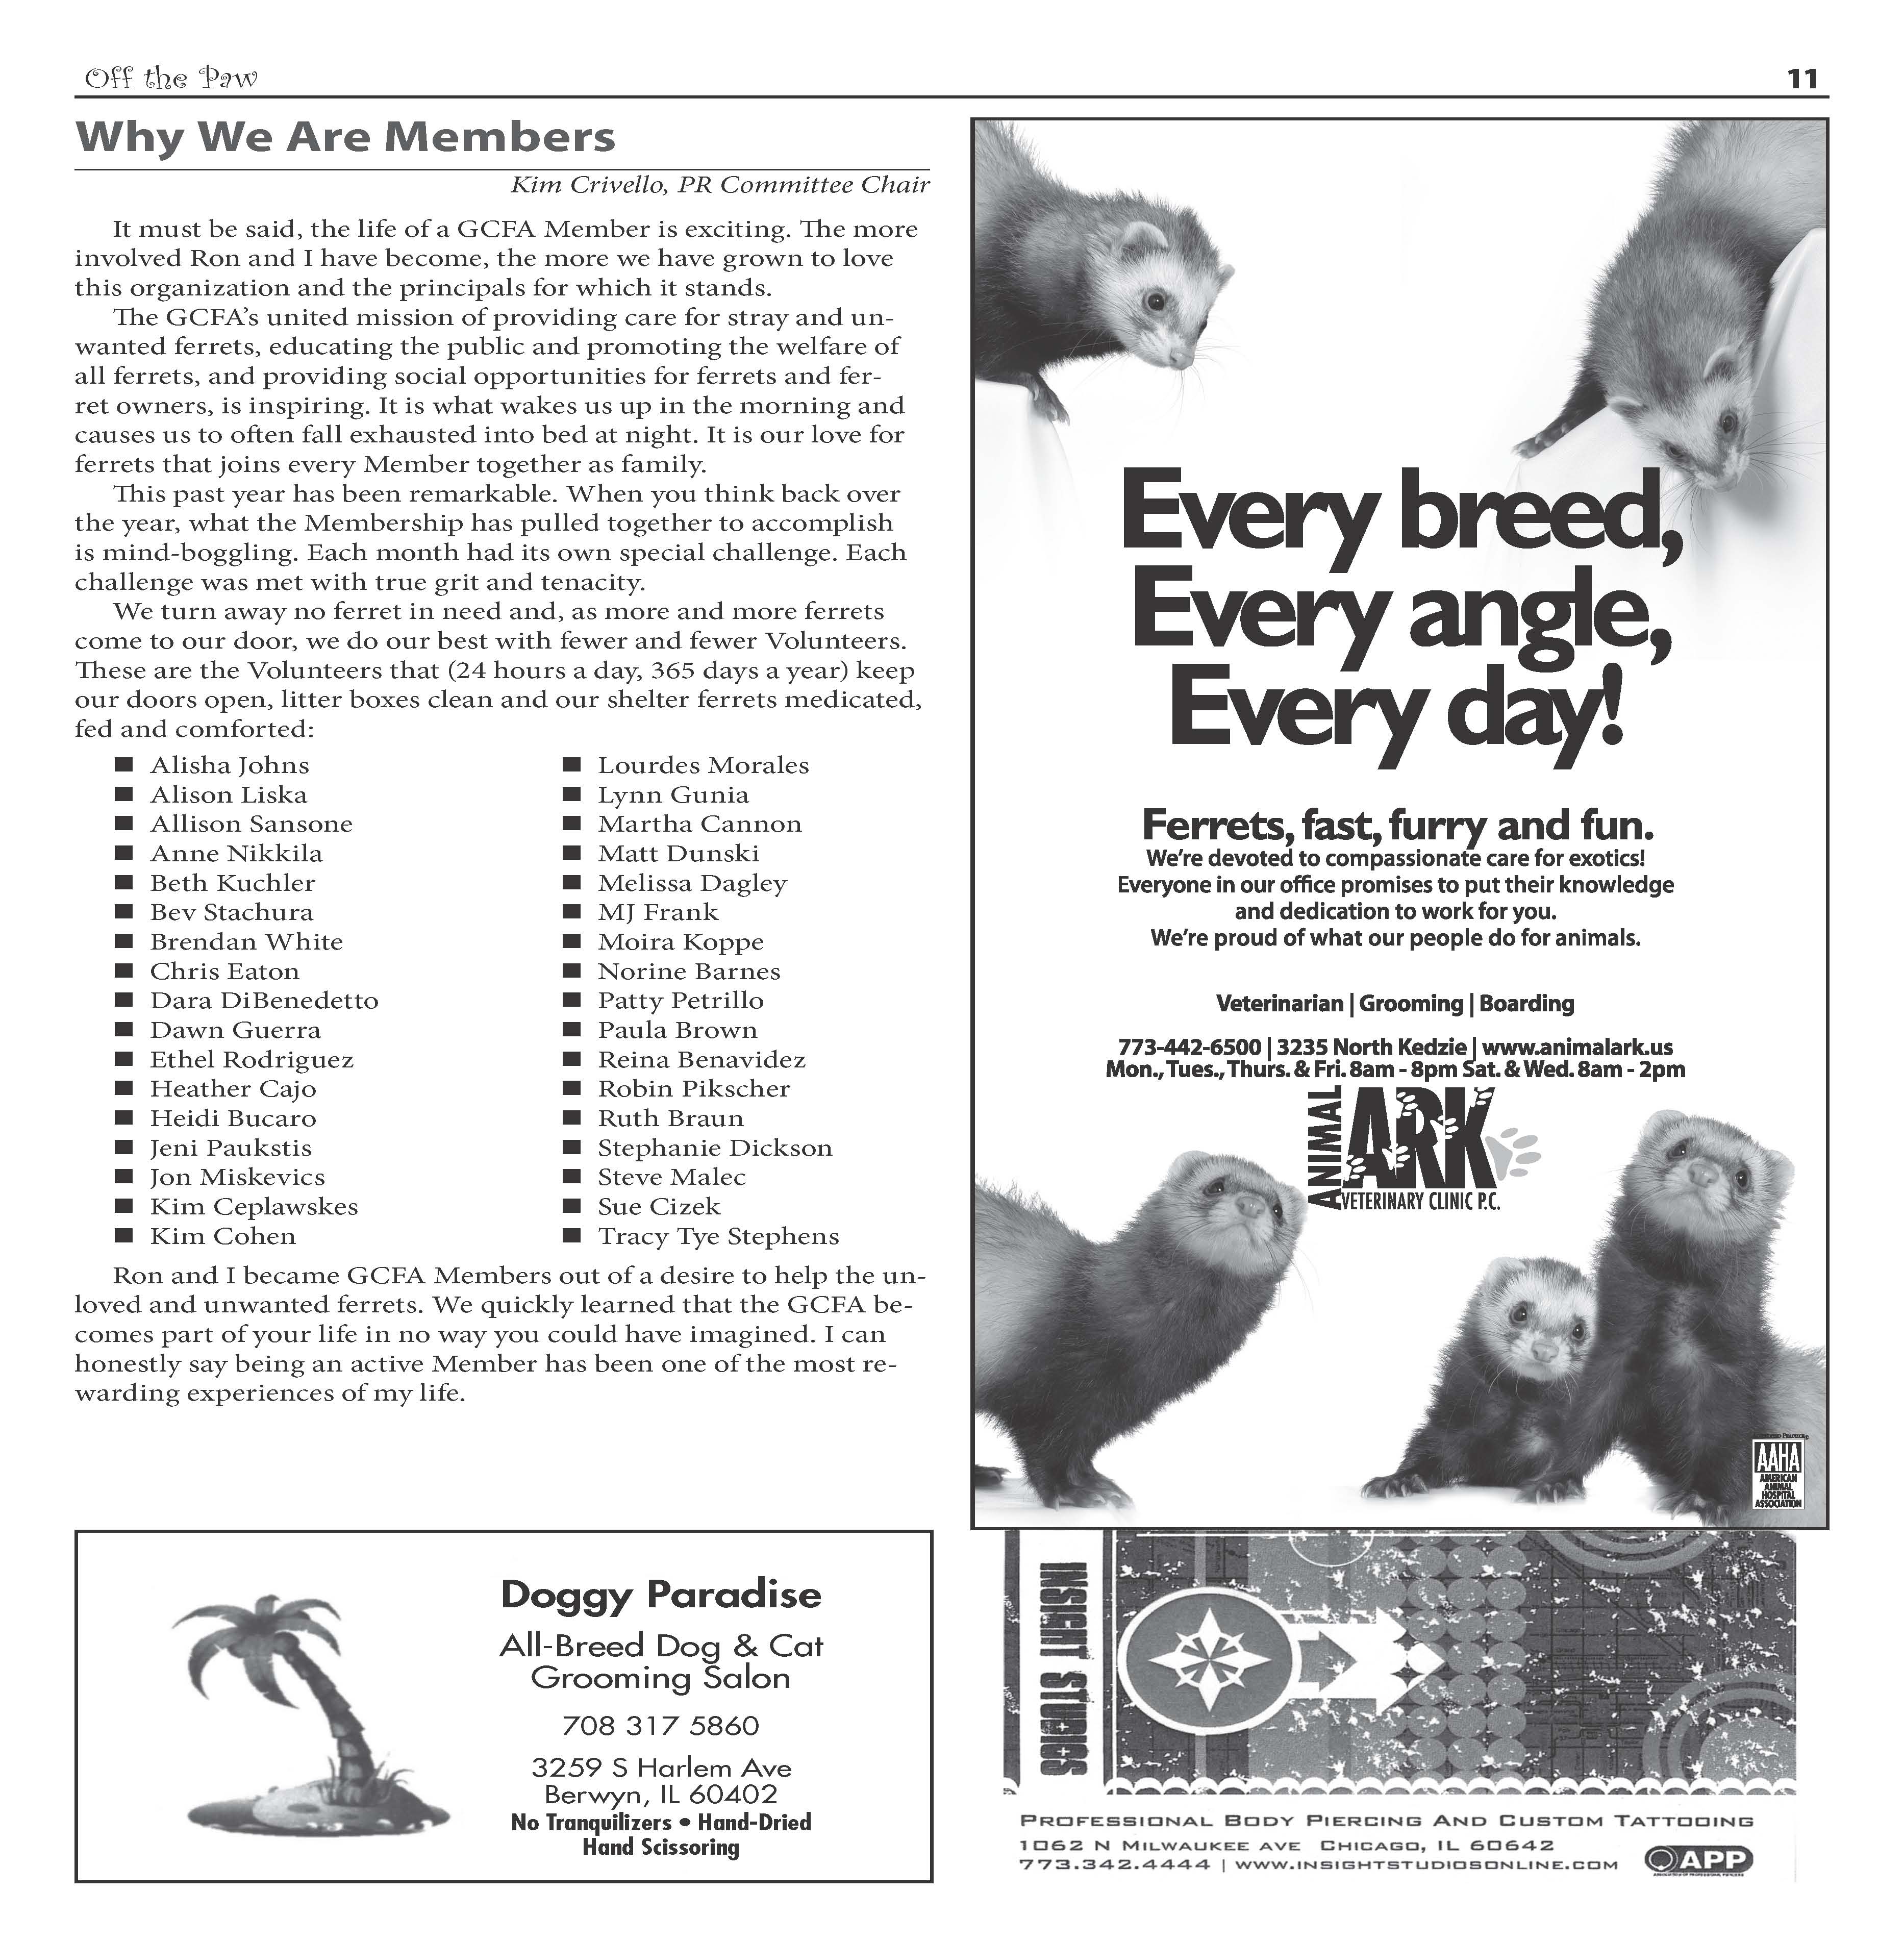 Off the Paw
11
Why We Are Members
Kim Crivello, PR Committee Chair
It must be said, the life of a GCFA Member is exciting. The more
involved Ron and I have become, the more we have grown to love
this organization and the principals for which it stands.
The GCFA’s united mission of providing care for stray and un-
wanted ferrets, educating the public and promoting the welfare of
all ferrets, and providing social opportunities for ferrets and fer-
ret owners, is inspiring. It is what wakes us up in the morning and
causes us to often fall exhausted into bed at night. It is our love for
ferrets that joins every Member together as family.
This past year has been remarkable. When you think back over
the year, what the Membership has pulled together to accomplish
is mind-boggling. Each month had its own special challenge. Each
challenge was met with true grit and tenacity.
We turn away no ferret in need and, as more and more ferrets
come to our door, we do our best with fewer and fewer Volunteers.
These are the Volunteers that (24 hours a day, 365 days a year) keep
our doors open, litter boxes clean and our shelter ferrets medicated,
fed and comforted:
■ Alisha Johns
■ Alison Liska
■ Allison Sansone
■ Anne Nikkila
■ Beth Kuchler
■ Bev Stachura
■ Brendan White
■ Chris Eaton
■ Dara DiBenedetto
■ Dawn Guerra
■ Ethel Rodriguez
■ Heather Cajo
■ Heidi Bucaro
■ Jeni Paukstis
■ Jon Miskevics
■ Kim Ceplawskes
■ Kim Cohen
■ Lourdes Morales
■ Lynn Gunia
■ Martha Cannon
■ Matt Dunski
■ Melissa Dagley
■ MJ Frank
■ Moira Koppe
■ Norine Barnes
■ Patty Petrillo
■ Paula Brown
■ Reina Benavidez
■ Robin Pikscher
■ Ruth Braun
■ Stephanie Dickson
■ Steve Malec
■ Sue Cizek
■ Tracy Tye Stephens
Ron and I became GCFA Members out of a desire to help the un-
loved and unwanted ferrets. We quickly learned that the GCFA be-
comes part of your life in no way you could have imagined. I can
honestly say being an active Member has been one of the most re-
warding experiences of my life.
Doggy Paradise
All-Breed Dog & Cat
Grooming Salon
708 317 5860
3259 S Harlem Ave
Berwyn, IL 60402
No Tranquilizers • Hand-Dried
Hand Scissoring
Every breed,
Every angle,
Every day!
Ferrets, fast, furry and fun.
We’re devoted to compassionate care for exotics!
Everyone in our office promises to put their knowledge
and dedication to work for you.
We’re proud of what our people do for animals.
Veterinarian | Grooming | Boarding
773-442-6500 | 3235 North Kedzie | www.animalark.us
Mon., Tues., Thurs. & Fri. 8am - 8pm Sat. & Wed. 8am - 2pm
ANIMAL
ARK
VETERINARY CLINIC P.C.
AAHA
AMERICAN
ANIMAL
HOSPITAL
ASSOCIATION
INSIGHT STUDIOS
PROFESSIONAL BODY PIERCING AND CUSTOM TATTOOING
1062 N MILWAUKEE AVE CHICAGO, IL 60642
773.342.4444 | WWW.INSIGHTSTUDIOSONLINE.COM
APP